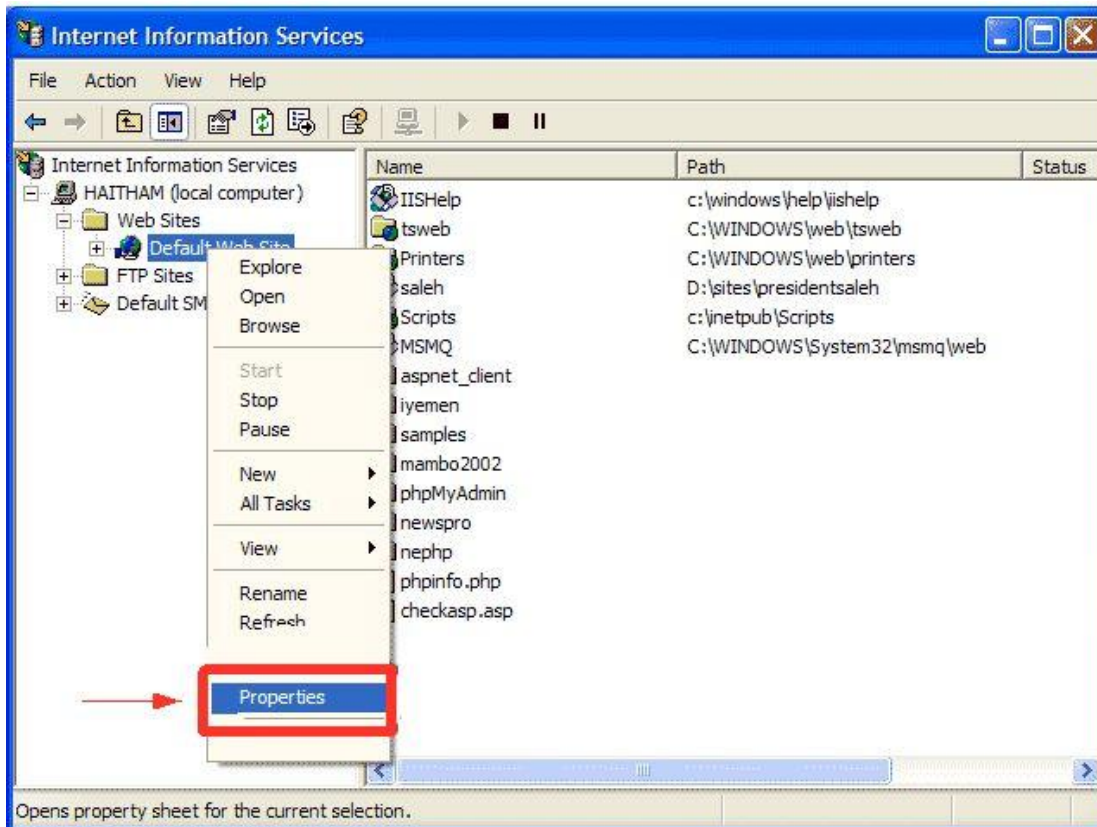 Internet Information Services
File Action View Help
Internet Information Services
HAITHAM (local computer)
Web Sites
Default Web Site
FTP Sites
Default SM
Explore
Open
Browse
Start
Stop
Pause
New
All Tasks
View
Rename
Refresh
Properties
Name Path Status
IISHelp c:\windows\help\iishelp
tsweb C:\WINDOWS\web\tsweb
Printers C:\WINDOWS\web\printers
saleh D:\sites\presidentsaleh
Scripts c:\inetpub\Scripts
MSMQ C:\WINDOWS\System32\msmq\web
aspnet_client
iyemen
samples
mambo2002
phpMyAdmin
newspro
nephp
phpinfo.php
checkasp.asp
Opens property sheet for the current selection.